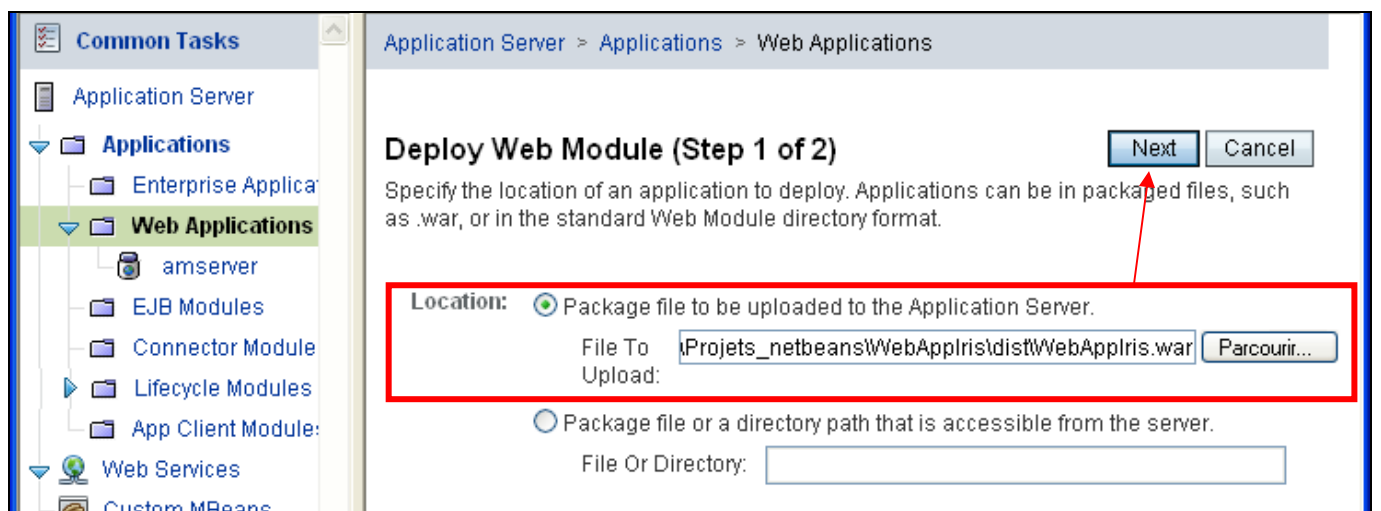 Common Tasks
Application Server
Applications
Enterprise Applica
Web Applications
amserver
EJB Modules
Connector Module
Lifecycle Modules
App Client Module
Web Services
Custom MBeans
Application Server > Applications > Web Applications
Deploy Web Module (Step 1 of 2)
Next Cancel
Specify the location of an application to deploy. Applications can be in packaged files, such
as .war, or in the standard Web Module directory format.
Location: Package file to be uploaded to the Application Server.
File To \Projets_netbeans\WebAppIris\dist\WebAppIris.war Parcourir...
Upload:
Package file or a directory path that is accessible from the server.
File Or Directory: